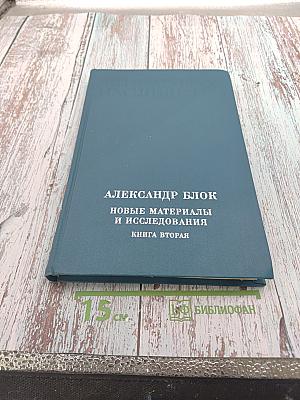 АЛЕКСАНДР БЛОК
НОВЫЕ МАТЕРИАЛЫ
И ИССЛЕДОВАНИЯ
КНИГА ВТОРАЯ
15 см
БИБЛИОФАН